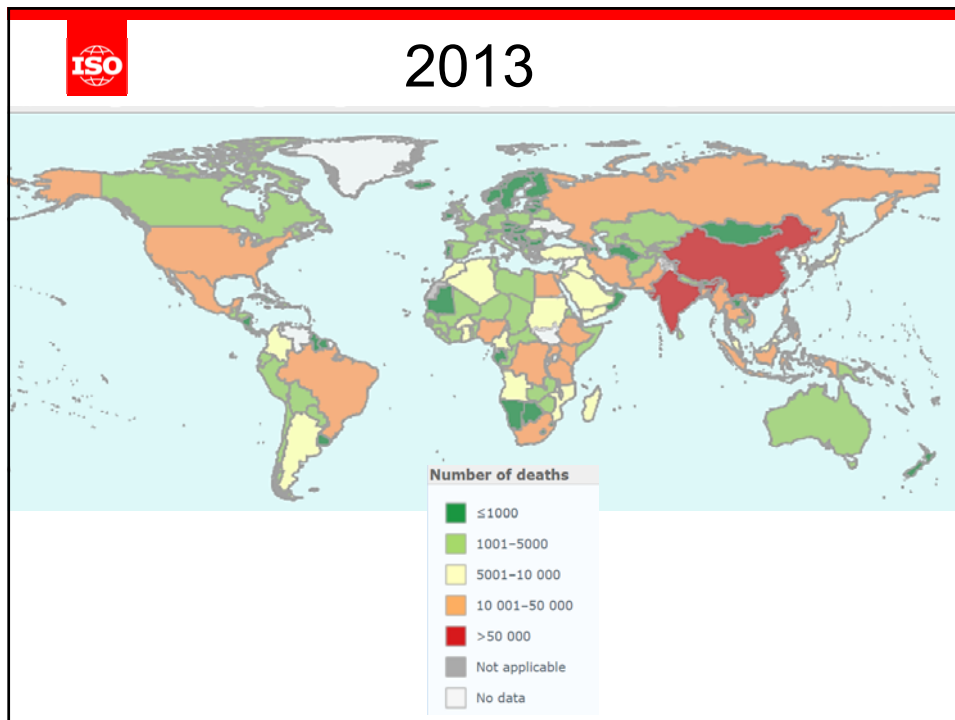 ISO
2013
Number of deaths
≤1000
1001–5000
5001–10 000
10 001–50 000
>50 000
Not applicable
No data